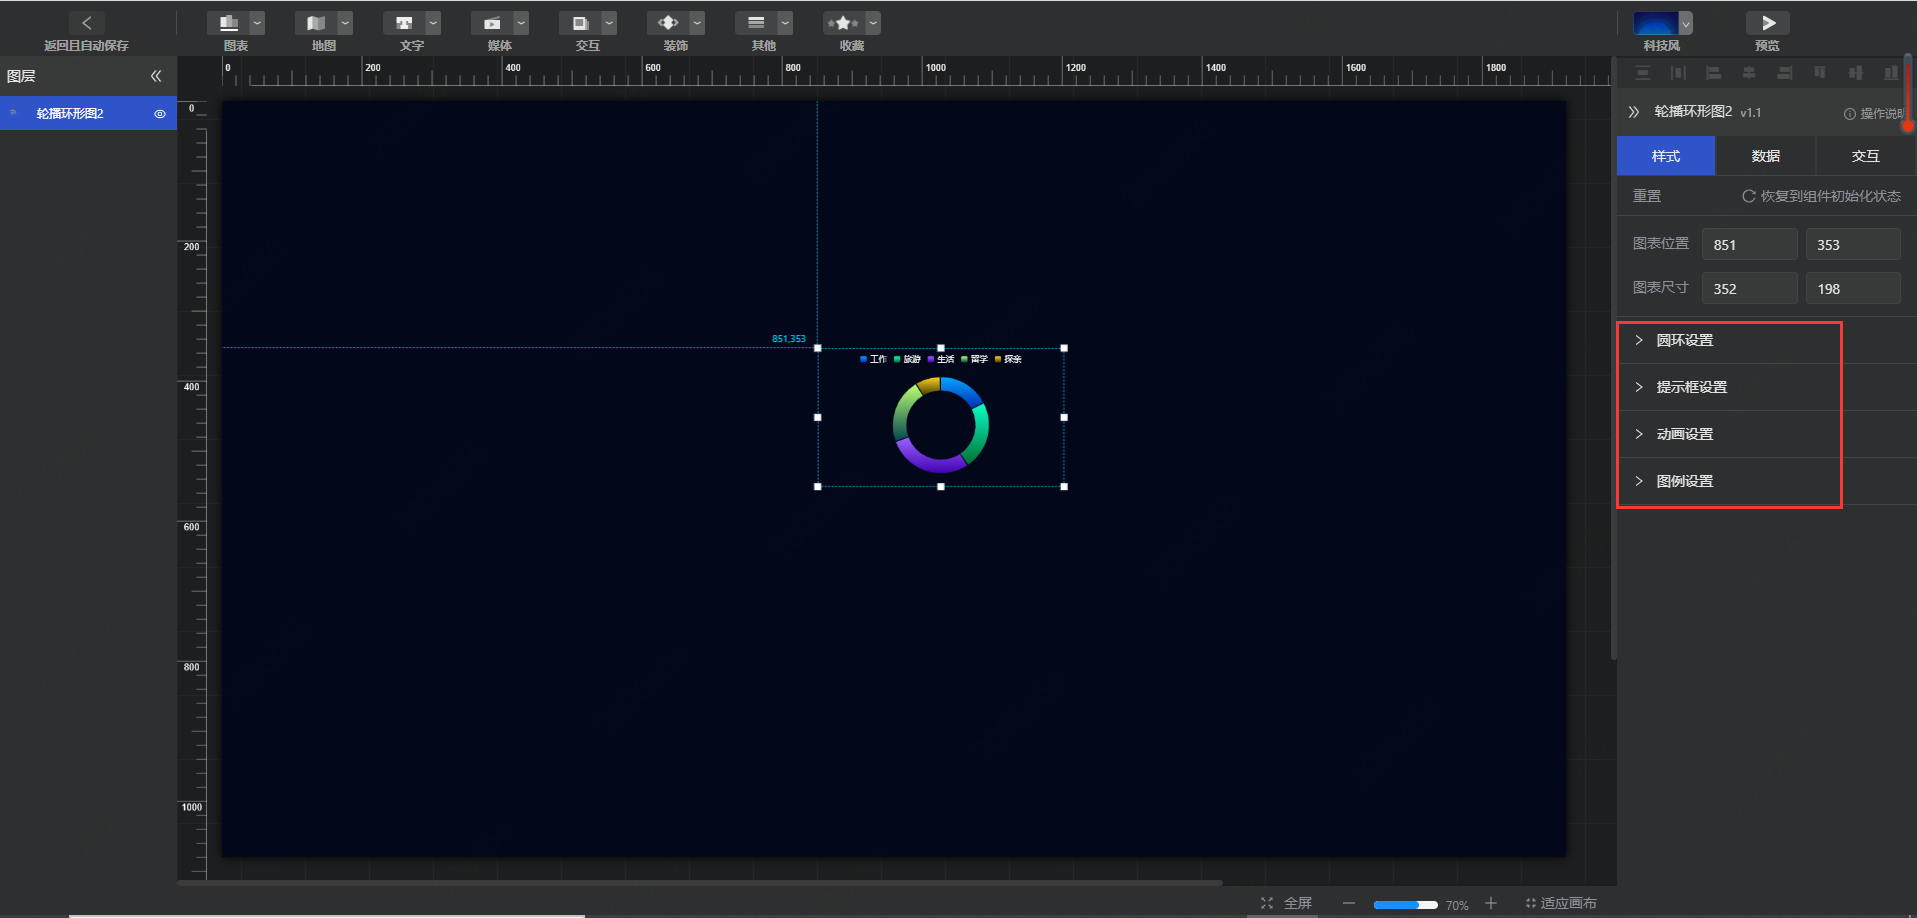 返回且自动保存
图表
地图
文字
媒体
交互
装饰
其他
收藏
科技风
预览
图层
轮播环形图2
0 200 400 600 800 1000 1200 1400 1600 1800
0
200
400
600
800
1000
851,353
工作 旅游 生活 留学 探亲
轮播环形图2 v1.1
操作说明
样式 数据 交互
重置 恢复到组件初始化状态
图表位置 851 353
图表尺寸 352 198
圆环设置
提示框设置
动画设置
图例设置
全屏 70% 适应画布